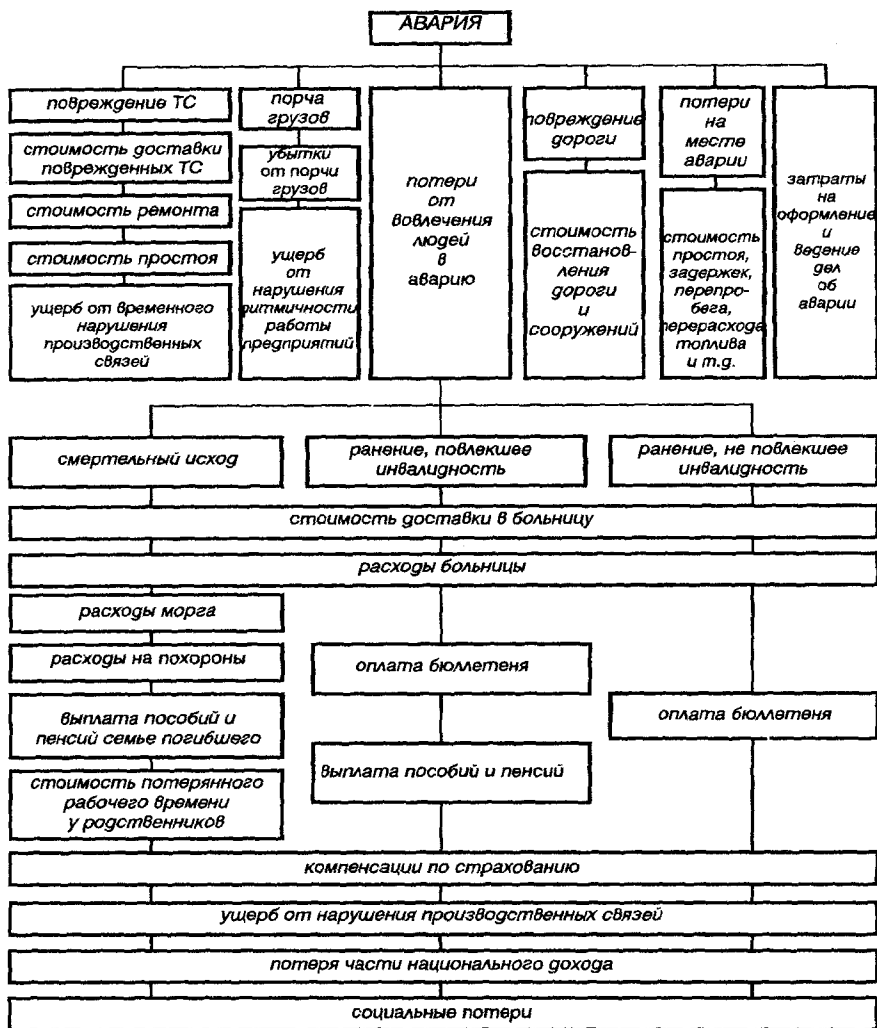 АВАРИЯ
повреждение ТС
стоимость доставки
поврежденных ТС
стоимость ремонта
стоимость простоя
ущерб от временного
нарушения
производственных
связей
порча
грузов
убытки
от порчи
грузов
ущерб
от
нарушения
ритмичности
работы
предприятий
потери
от
вовлечения
людей
в
аварию
повреждение
дороги
стоимость
восстанов-
ления
дороги
и
сооружений
потери
на
месте
аварии
стоимость
простоя,
задержек,
перепро-
бега,
перерасхода
топлива
и т.д.
затраты
на
оформление
и
ведение
дел
об
аварии
смертельный исход
ранение, повлекшее
инвалидность
ранение, не повлекшее
инвалидность
стоимость доставки в больницу
расходы больницы
расходы морга
расходы на похороны
выплата пособий и
пенсий семье погибшего
стоимость потерянного
рабочего времени
у родственников
оплата бюллетеня
выплата пособий и пенсий
оплата бюллетеня
компенсации по страхованию
ущерб от нарушения производственных связей
потеря части национального дохода
социальные потери